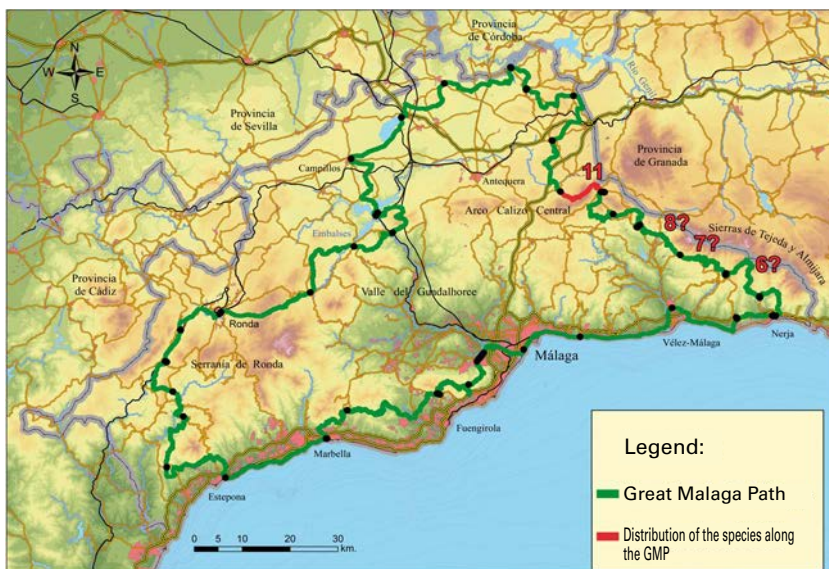 Provincia
de Córdoba
N
W E
S
Río Genil
Provincia
de Sevilla
Provincia
de Granada
Campillos
11
Antequera
Arco Calizo Central
8?
Sierras de Tejeda y Almijara
7?
Embalses
6?
Provincia
de Cádiz
Valle del Guadalhorce
Ronda
Nerja
Vélez-Málaga
Málaga
Serranía de Ronda
Fuengirola
Marbella
Estepona
Legend:
Great Malaga Path
Distribution of the species along
the GMP
0 5 10 20 30
km.